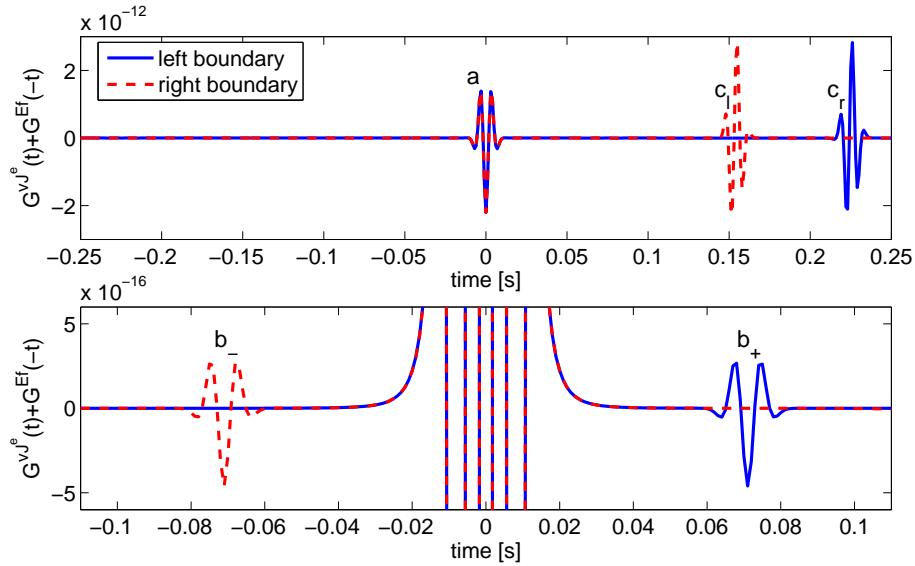 x 10^−12
left boundary
right boundary
a
c_l
c_r
2
0
−2
G^{vJ^e}(t)+G^{Ef}(−t)
−0.25 −0.2 −0.15 −0.1 −0.05 0 0.05 0.1 0.15 0.2 0.25
time [s]
x 10^−16
b_−
b_+
5
0
−5
G^{vJ^e}(t)+G^{Ef}(−t)
−0.1 −0.08 −0.06 −0.04 −0.02 0 0.02 0.04 0.06 0.08 0.1
time [s]